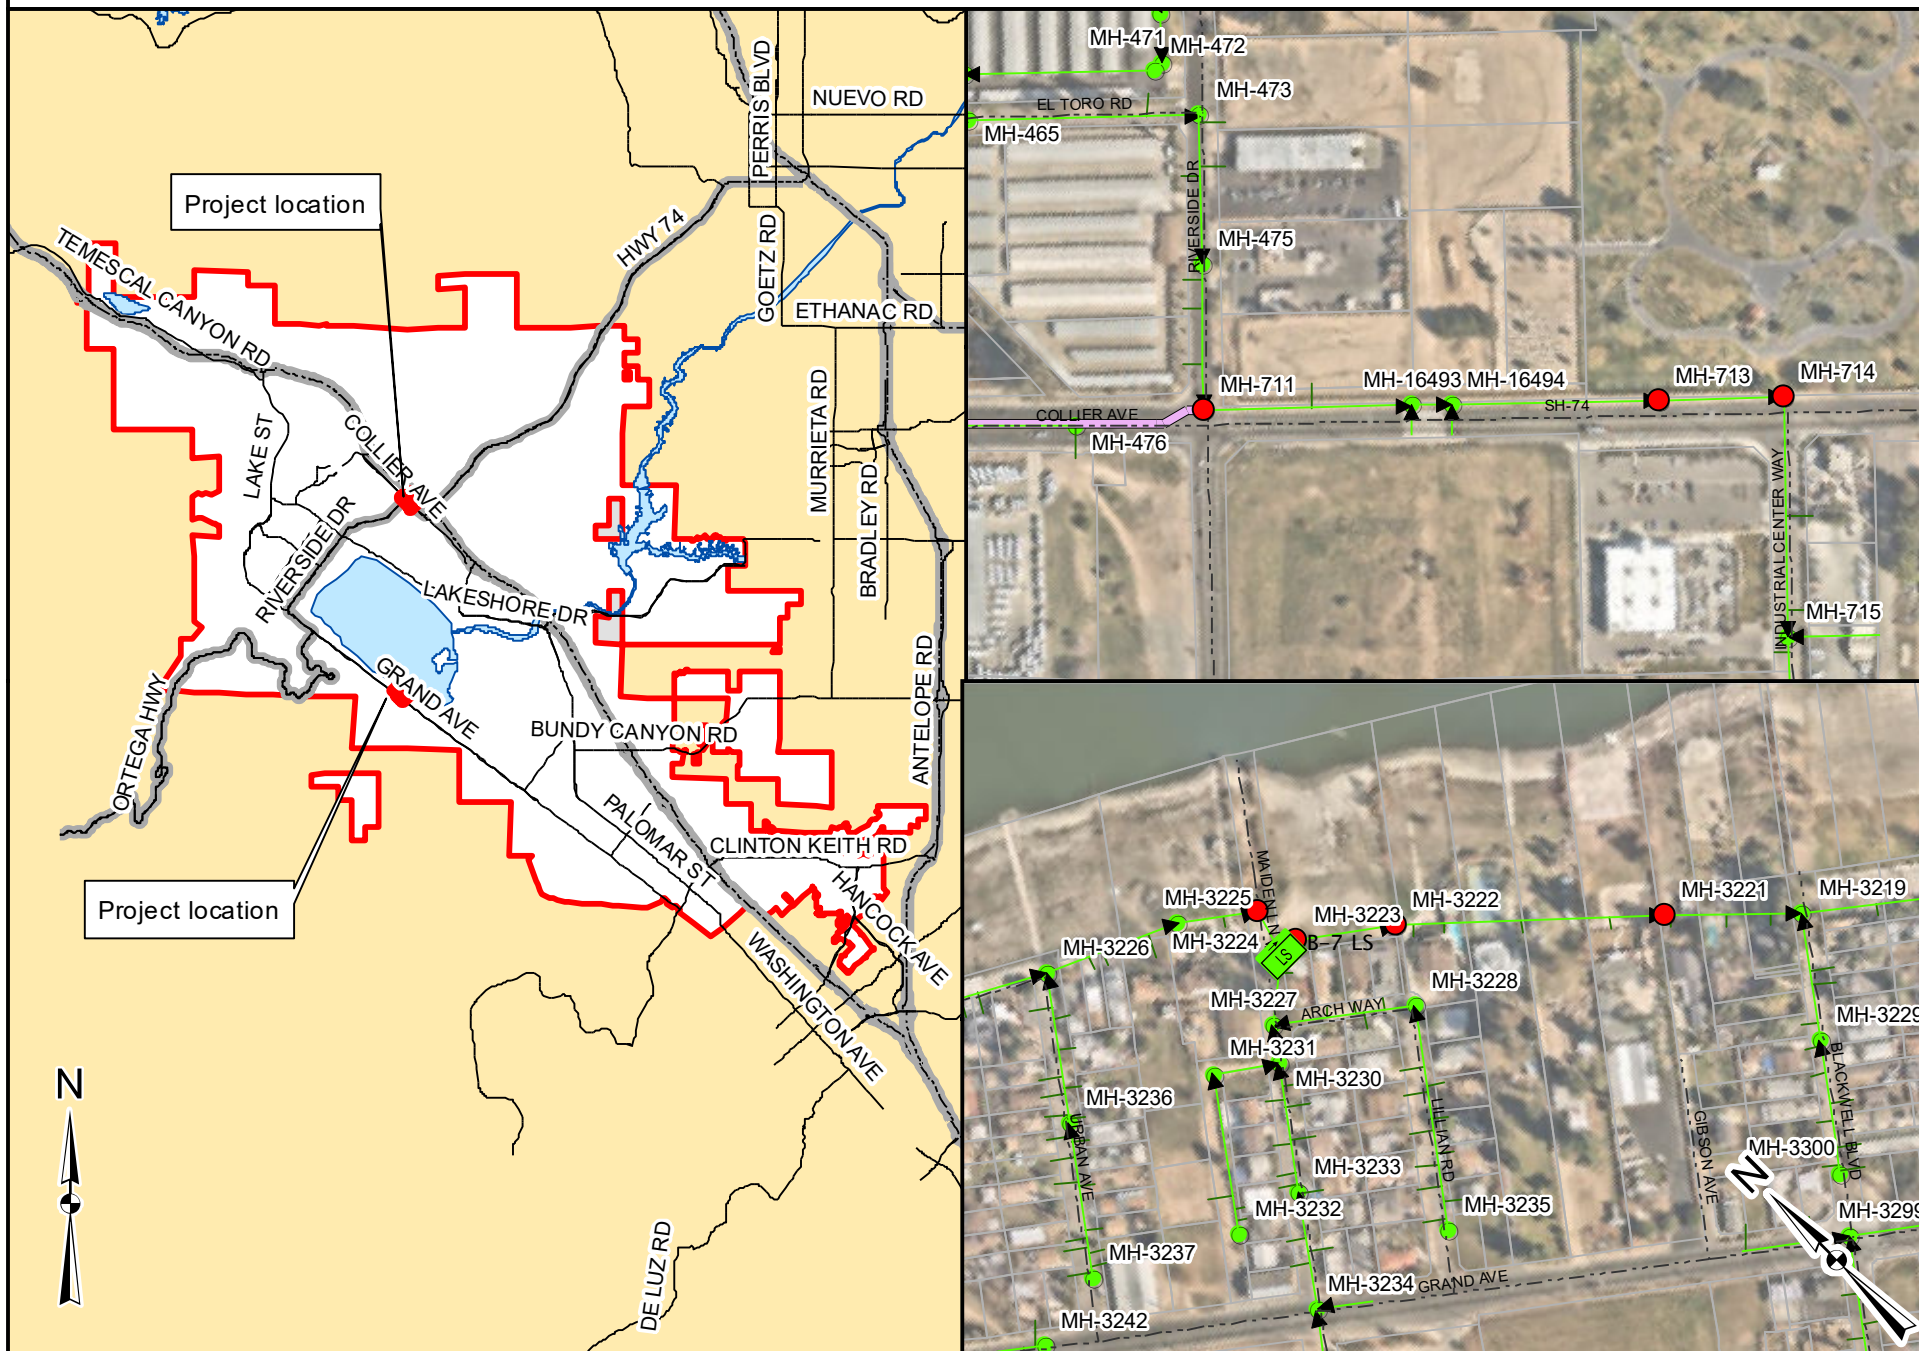 NUEVO RD
PERRIS BLVD
Project location
HWY 74
TEMESCAL CANYON RD
GOETZ RD
ETHANAC RD
MURRIETA RD
BRADLEY RD
LAKE ST
COLLIER AVE
RIVERSIDE DR
LAKESHORE DR
GRAND AVE
ORTEGA HWY
BUNDY CANYON RD
ANTELOPE RD
PALOMAR ST
CLINTON KEITH RD
HANCOCK AVE
Project location
WASHINGTON AVE
N
DE LUZ RD
MH-471
MH-472
MH-473
EL TORO RD
MH-465
RIVERSIDE DR
MH-475
MH-711
MH-16493
MH-16494
MH-713
MH-714
COLLIER AVE
SH-74
MH-476
INDUSTRIAL CENTER WAY
MH-715
MAIDEN LN
MH-3225
MH-3223
MH-3222
MH-3221
MH-3219
MH-3226
MH-3224
B-7 LS
LS
MH-3228
MH-3227
ARCH WAY
MH-3229
MH-3231
MH-3230
MH-3236
URBAN AVE
LILLIAN RD
GIBSON AVE
BLACKWELL BLVD
MH-3300
MH-3233
MH-3232
MH-3235
MH-3299
N
MH-3237
MH-3234
GRAND AVE
MH-3242